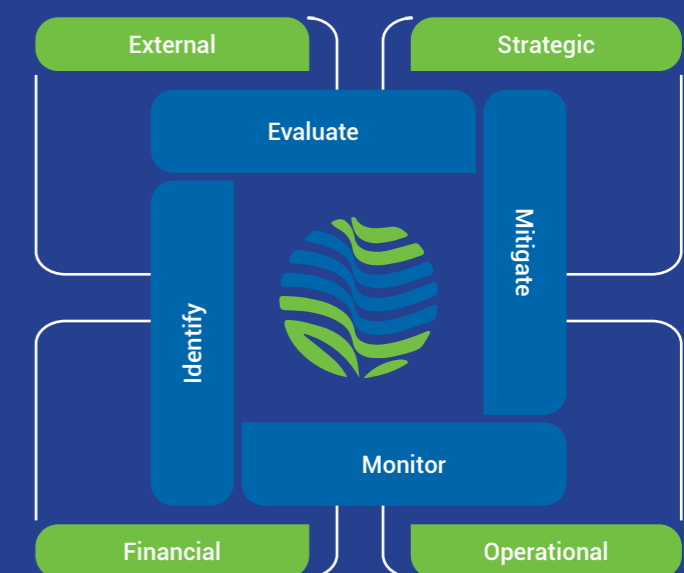 External
Strategic
Evaluate
Mitigate
Identify
Monitor
Financial
Operational